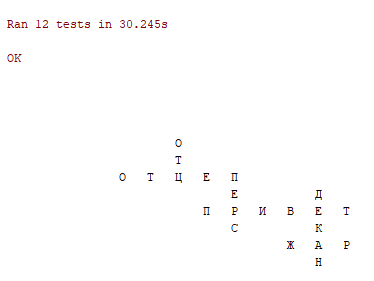 Ran 12 tests in 30.245s
OK
О
Т
О Т Ц Е П
Е Д
П Р И В Е Т
С К
Ж А Р
Н